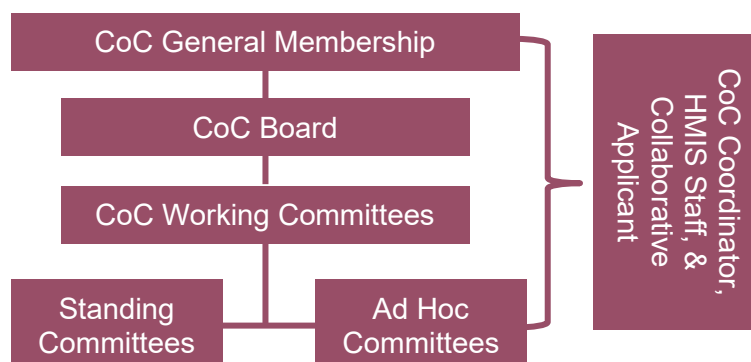 CoC General Membership
CoC Board
CoC Working Committees
Standing
Committees
Ad Hoc
Committees
CoC Coordinator,
HMIS Staff, &
Collaborative
Applicant